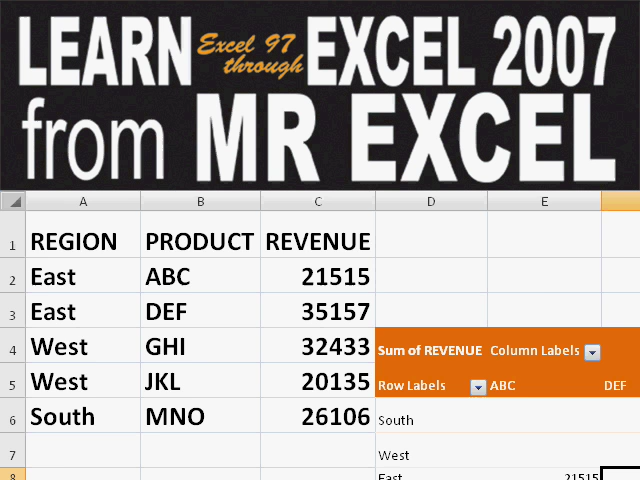 LEARN Excel 97 through EXCEL 2007
from MR EXCEL
A B C D E
1 REGION PRODUCT REVENUE
2 East ABC 21515
3 East DEF 35157
4 West GHI 32433 Sum of REVENUE Column Labels
5 West JKL 20135 Row Labels ABC DEF
6 South MNO 26106 South
7 West
8 East 21515